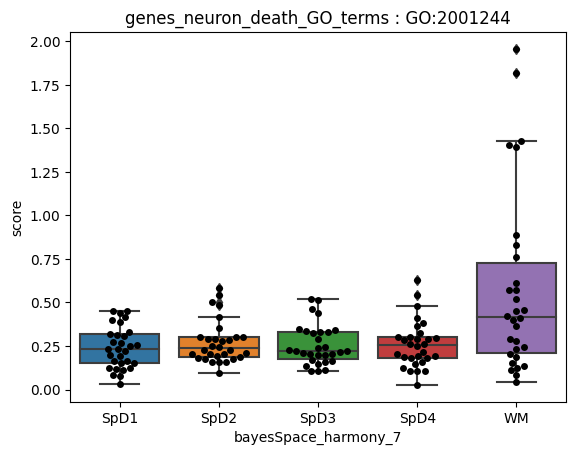 genes_neuron_death_GO_terms : GO:2001244
2.00
1.75
1.50
1.25
1.00
0.75
0.50
0.25
0.00
score
SpD1 SpD2 SpD3 SpD4 WM
bayesSpace_harmony_7